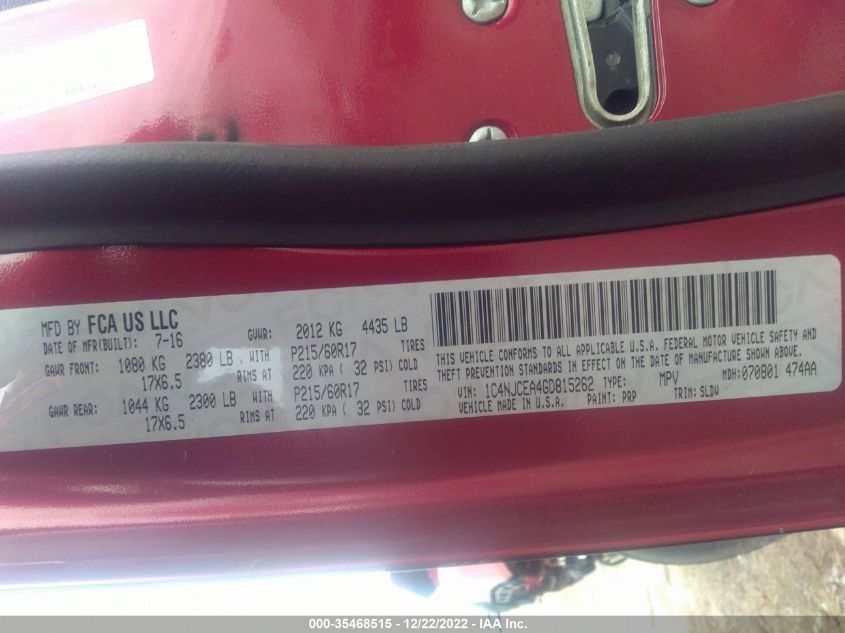 MFD BY FCA US LLC
DATE OF MFR(BUILT): 7-16
GVWR: 2012 KG 4435 LB
GAWR FRONT: 1080 KG 2380 LB WITH P215/60R17 TIRES
17X6.5 RIMS AT 220 KPA ( 32 PSI) COLD
GAWR REAR: 1044 KG 2300 LB WITH P215/60R17 TIRES
17X6.5 RIMS AT 220 KPA ( 32 PSI) COLD
THIS VEHICLE CONFORMS TO ALL APPLICABLE U.S.A. FEDERAL MOTOR VEHICLE SAFETY AND
THEFT PREVENTION STANDARDS IN EFFECT ON THE DATE OF MANUFACTURE SHOWN ABOVE.
VIN: 1C4NJCEA4GD815262 TYPE: MPV MDH: 070801 474AA
VEHICLE MADE IN U.S.A. PAINT: PRP TRIM: SLDV
000-35468515 - 12/22/2022 - IAA Inc.